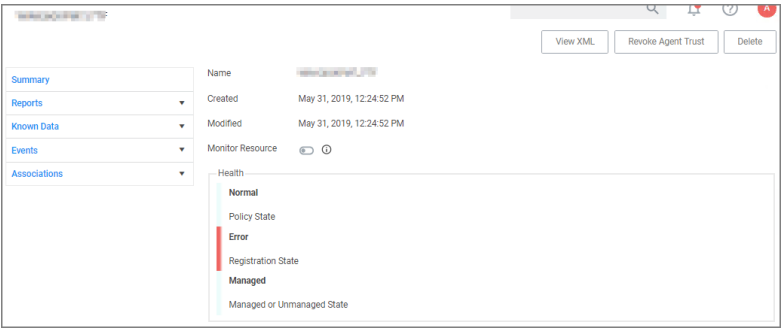 A
View XML
Revoke Agent Trust
Delete
Summary
Reports
Known Data
Events
Associations
Name
Created May 31, 2019, 12:24:52 PM
Modified May 31, 2019, 12:24:52 PM
Monitor Resource
Health
Normal
Policy State
Error
Registration State
Managed
Managed or Unmanaged State